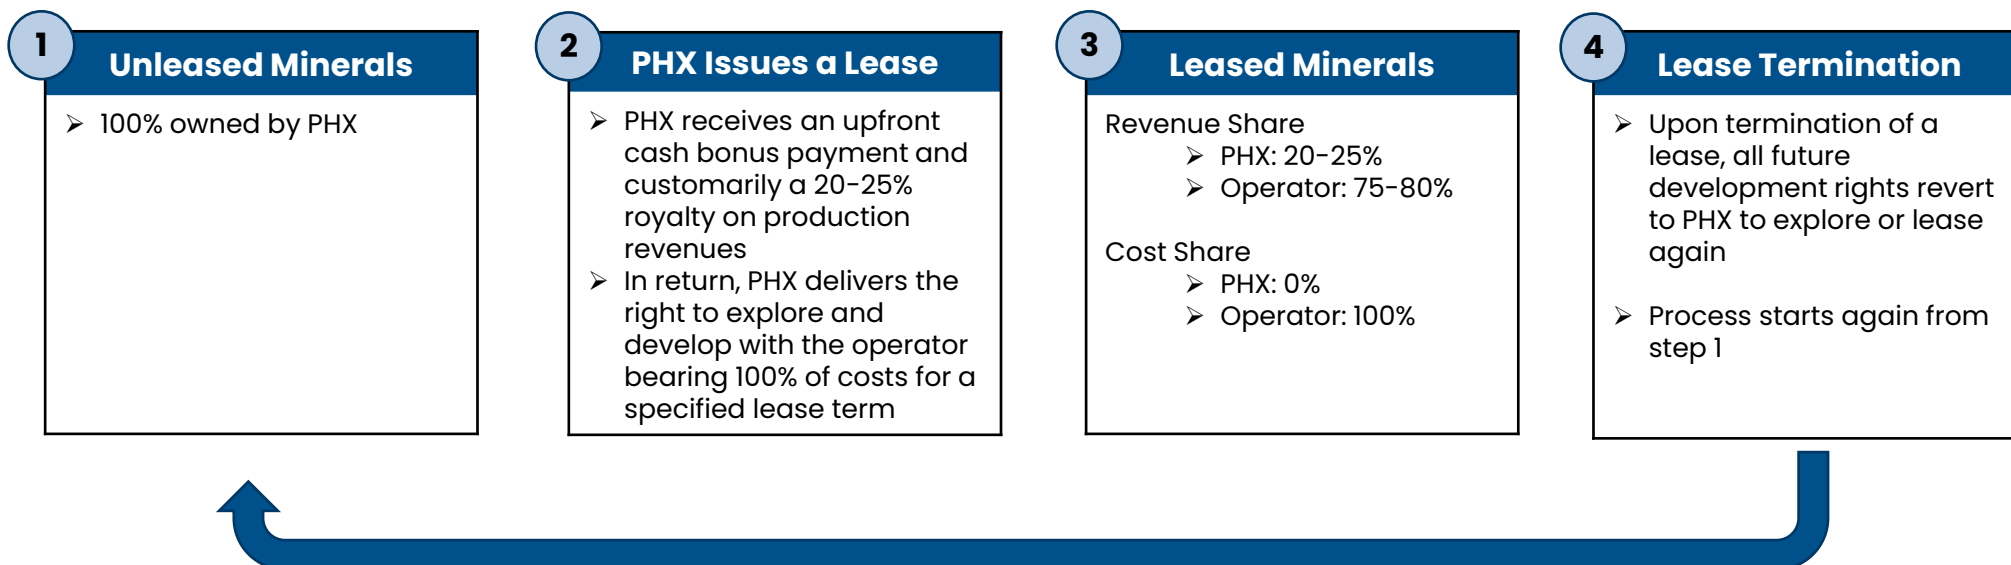 1
Unleased Minerals
➢ 100% owned by PHX
2
PHX Issues a Lease
➢ PHX receives an upfront
cash bonus payment and
customarily a 20-25%
royalty on production
revenues
➢ In return, PHX delivers the
right to explore and
develop with the operator
bearing 100% of costs for a
specified lease term
3
Leased Minerals
Revenue Share
➢ PHX: 20-25%
➢ Operator: 75-80%
Cost Share
➢ PHX: 0%
➢ Operator: 100%
4
Lease Termination
➢ Upon termination of a
lease, all future
development rights revert
to PHX to explore or lease
again
➢ Process starts again from
step 1